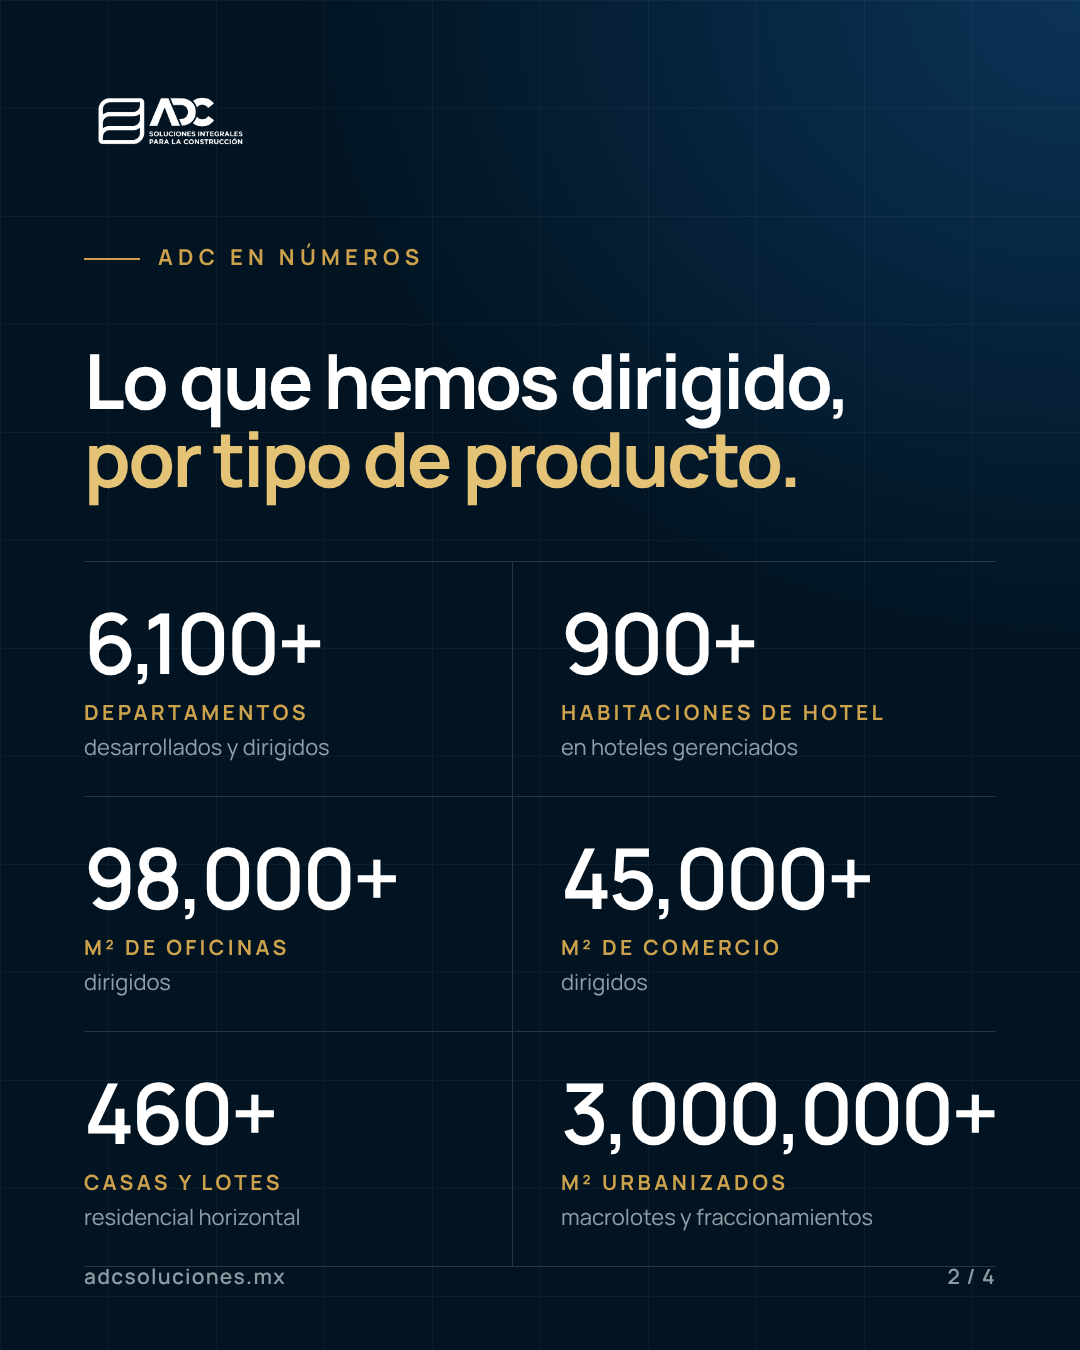 ADC
SOLUCIONES INTEGRALES
PARA LA CONSTRUCCIÓN
ADC EN NÚMEROS
Lo que hemos dirigido,
por tipo de producto.
6,100+
DEPARTAMENTOS
desarrollados y dirigidos
900+
HABITACIONES DE HOTEL
en hoteles gerenciados
98,000+
M² DE OFICINAS
dirigidos
45,000+
M² DE COMERCIO
dirigidos
460+
CASAS Y LOTES
residencial horizontal
3,000,000+
M² URBANIZADOS
macrolotes y fraccionamientos
adcsoluciones.mx
2 / 4